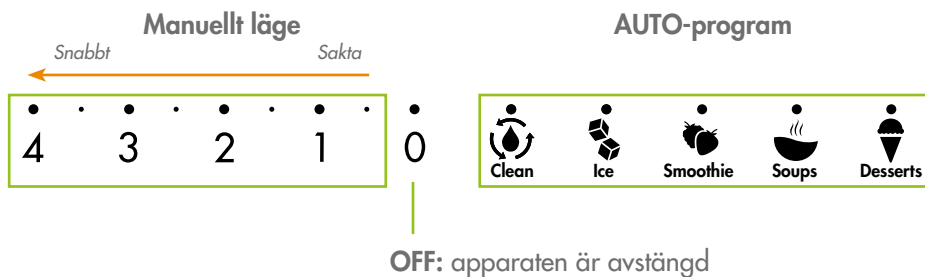 Manuellt läge
AUTO-program
Snabbt Sakta
4 3 2 1 0
Clean Ice Smoothie Soups Desserts
OFF: apparaten är avstängd